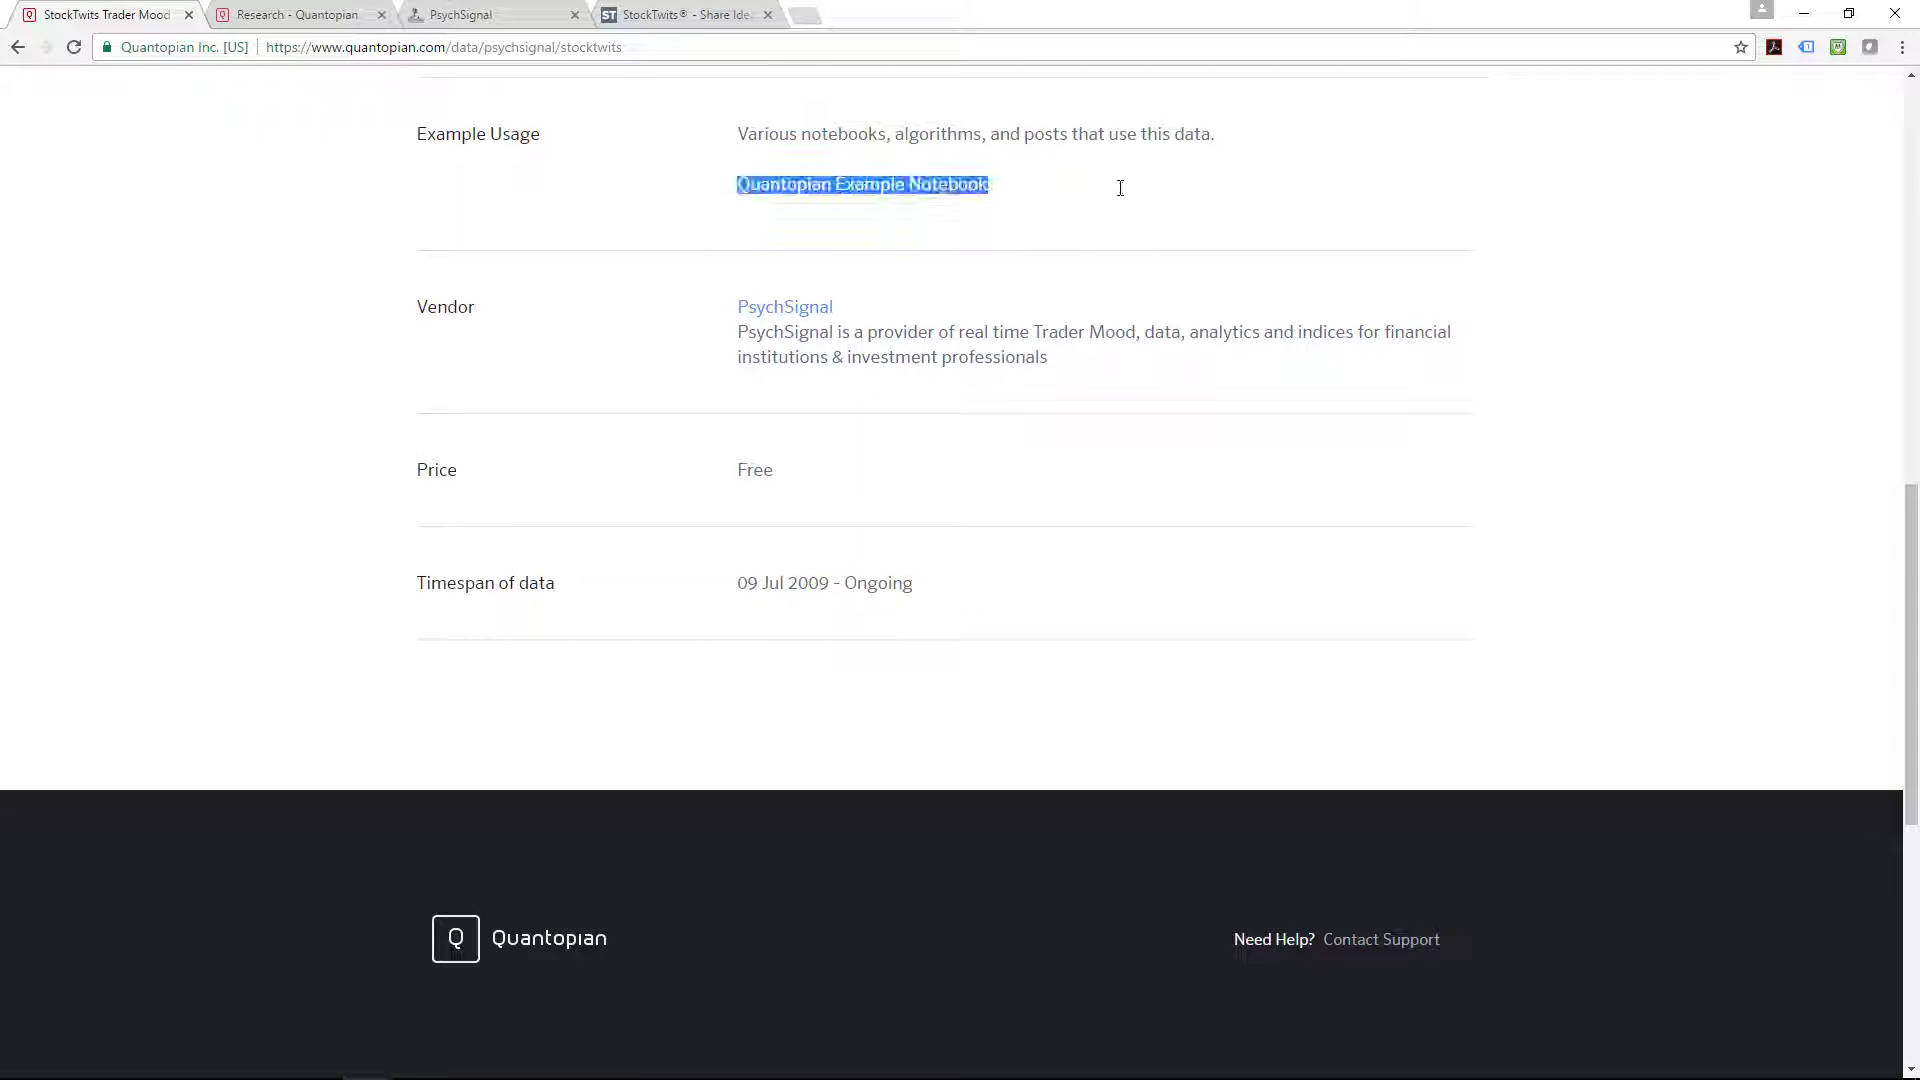 StockTwits Trader Mood
Research - Quantopian
PsychSignal
ST StockTwits® - Share Ide
Quantopian Inc. [US] https://www.quantopian.com/data/psychsignal/stocktwits
Example Usage
Various notebooks, algorithms, and posts that use this data.
Quantopian Example Notebook
Vendor
PsychSignal
PsychSignal is a provider of real time Trader Mood, data, analytics and indices for financial
institutions & investment professionals
Price
Free
Timespan of data
09 Jul 2009 - Ongoing
Q Quantopian
Need Help? Contact Support